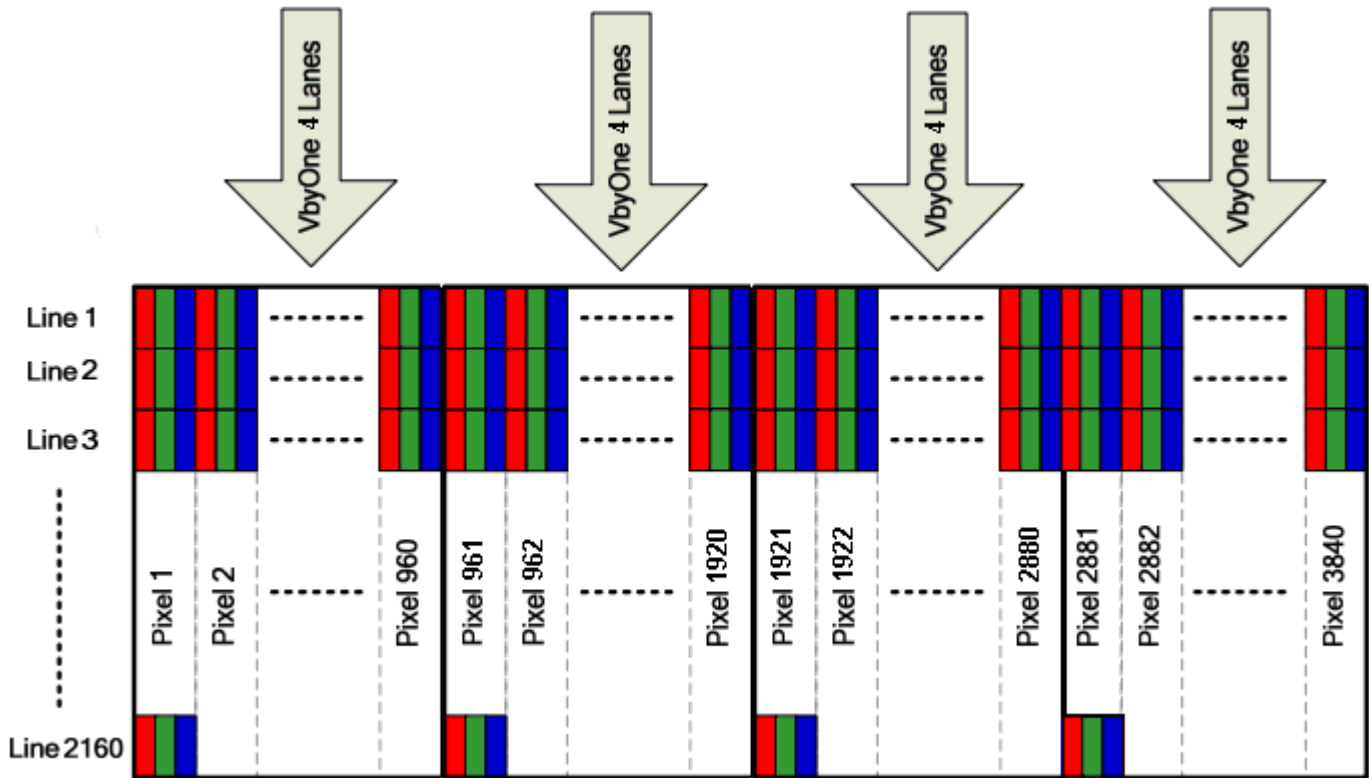 VbyOne 4 Lanes
VbyOne 4 Lanes
VbyOne 4 Lanes
VbyOne 4 Lanes
Line 1
Line 2
Line 3
Pixel 1
Pixel 2
Pixel 960
Pixel 961
Pixel 962
Pixel 1920
Pixel 1921
Pixel 1922
Pixel 2880
Pixel 2881
Pixel 2882
Pixel 3840
Line 2160